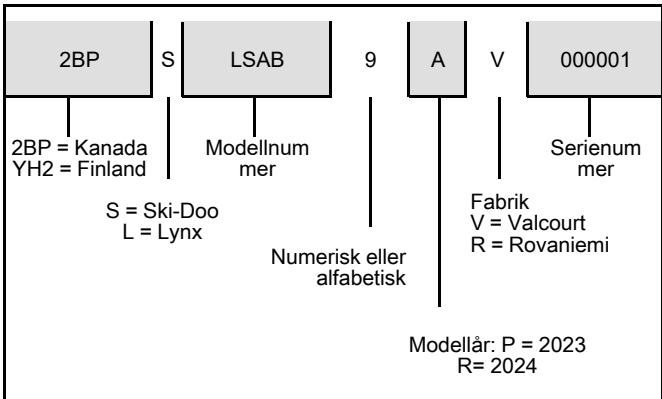 2BP S LSAB 9 A V 000001
2BP = Kanada
YH2 = Finland
Modellnum
mer
Serienum
mer
S = Ski-Doo
L = Lynx
Fabrik
V = Valcourt
R = Rovaniemi
Numerisk eller
alfabetisk
Modellår: P = 2023
R= 2024